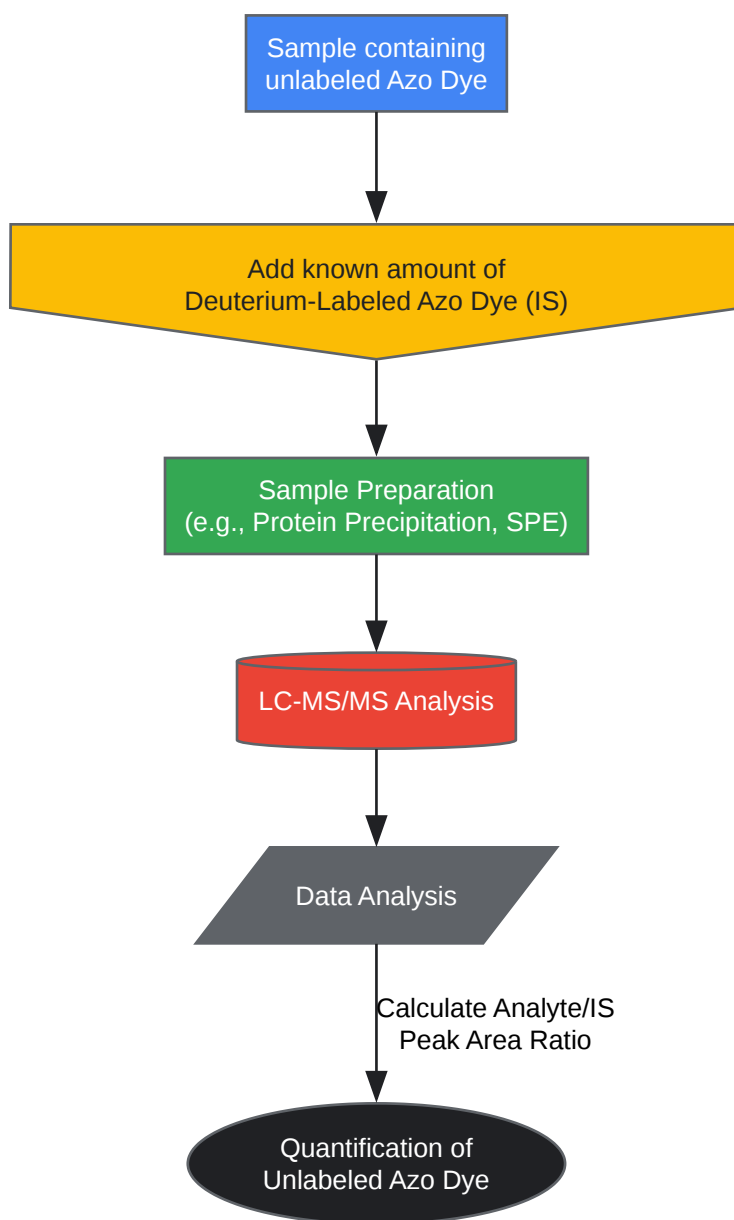 Sample containing
unlabeled Azo Dye
Add known amount of
Deuterium-Labeled Azo Dye (IS)
Sample Preparation
(e.g., Protein Precipitation, SPE)
LC-MS/MS Analysis
Data Analysis
Calculate Analyte/IS
Peak Area Ratio
Quantification of
Unlabeled Azo Dye